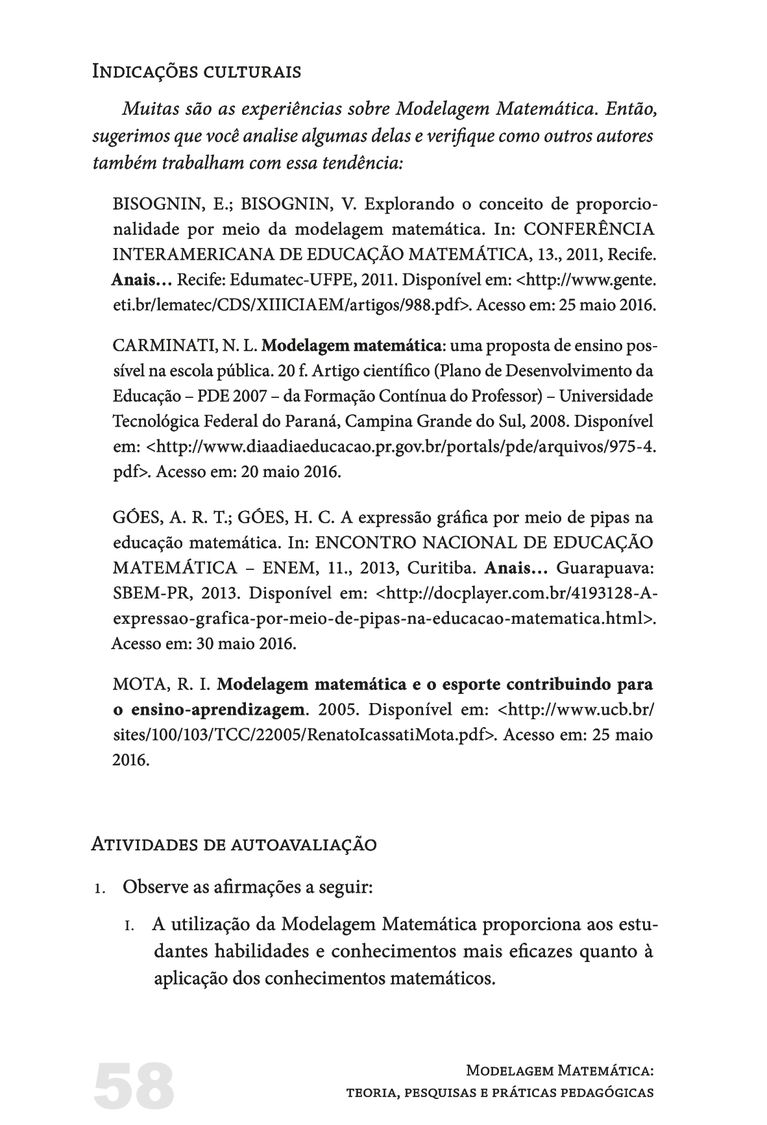 Indicações culturais
Muitas são as experiências sobre Modelagem Matemática. Então,
sugerimos que você analise algumas delas e verifique como outros autores
também trabalham com essa tendência:
BISOGNIN, E.; BISOGNIN, V. Explorando o conceito de proporcio-
nalidade por meio da modelagem matemática. In: CONFERÊNCIA
INTERAMERICANA DE EDUCAÇÃO MATEMÁTICA, 13., 2011, Recife.
Anais... Recife: Edumatec-UFPE, 2011. Disponível em: <http://www.gente.
eti.br/lematec/CDS/XIIICIAEM/artigos/988.pdf>. Acesso em: 25 maio 2016.
CARMINATI, N. L. Modelagem matemática: uma proposta de ensino pos-
sível na escola pública. 20 f. Artigo científico (Plano de Desenvolvimento da
Educação – PDE 2007 – da Formação Contínua do Professor) – Universidade
Tecnológica Federal do Paraná, Campina Grande do Sul, 2008. Disponível
em: <http://www.diaadiaeducacao.pr.gov.br/portals/pde/arquivos/975-4.
pdf>. Acesso em: 20 maio 2016.
GÓES, A. R. T.; GÓES, H. C. A expressão gráfica por meio de pipas na
educação matemática. In: ENCONTRO NACIONAL DE EDUCAÇÃO
MATEMÁTICA – ENEM, 11., 2013, Curitiba. Anais... Guarapuava:
SBEM-PR, 2013. Disponível em: <http://docplayer.com.br/4193128-A-
expressao-grafica-por-meio-de-pipas-na-educacao-matematica.html>.
Acesso em: 30 maio 2016.
MOTA, R. I. Modelagem matemática e o esporte contribuindo para
o ensino-aprendizagem. 2005. Disponível em: <http://www.ucb.br/
sites/100/103/TCC/22005/RenatoIcassatiMota.pdf>. Acesso em: 25 maio
2016.
Atividades de autoavaliação
1. Observe as afirmações a seguir:
I. A utilização da Modelagem Matemática proporciona aos estu-
dantes habilidades e conhecimentos mais eficazes quanto à
aplicação dos conhecimentos matemáticos.
58
Modelagem Matemática:
teoria, pesquisas e práticas pedagógicas